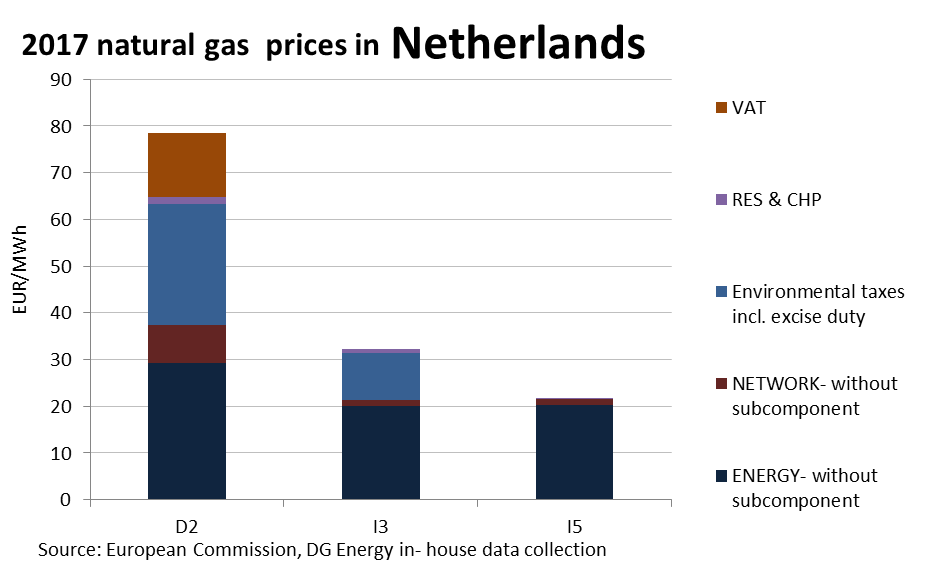 2017 natural gas  prices in Netherlands
90
80
70
60
50
40
30
20
10
0
EUR/MWh
D2
I3
I5
VAT
RES & CHP
Environmental taxes
incl. excise duty
NETWORK- without
subcomponent
ENERGY- without
subcomponent
Source: European Commission, DG Energy in- house data collection